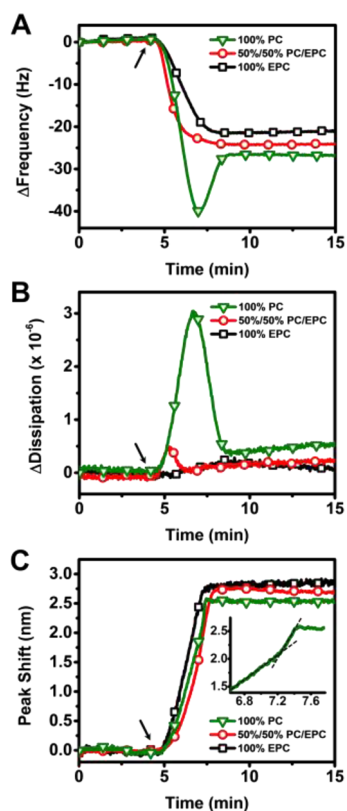 A
100% PC
50%/50% PC/EPC
100% EPC
0
-10
-20
-30
-40
ΔFrequency (Hz)
0 5 10 15
Time (min)
B
100% PC
50%/50% PC/EPC
100% EPC
3
2
1
0
ΔDissipation (x 10⁻⁶)
0 5 10 15
Time (min)
C
3.0
2.5
2.0
1.5
1.0
0.5
0.0
Peak Shift (nm)
2.5
2.0
1.5
6.8 7.2 7.6
100% PC
50%/50% PC/EPC
100% EPC
0 5 10 15
Time (min)